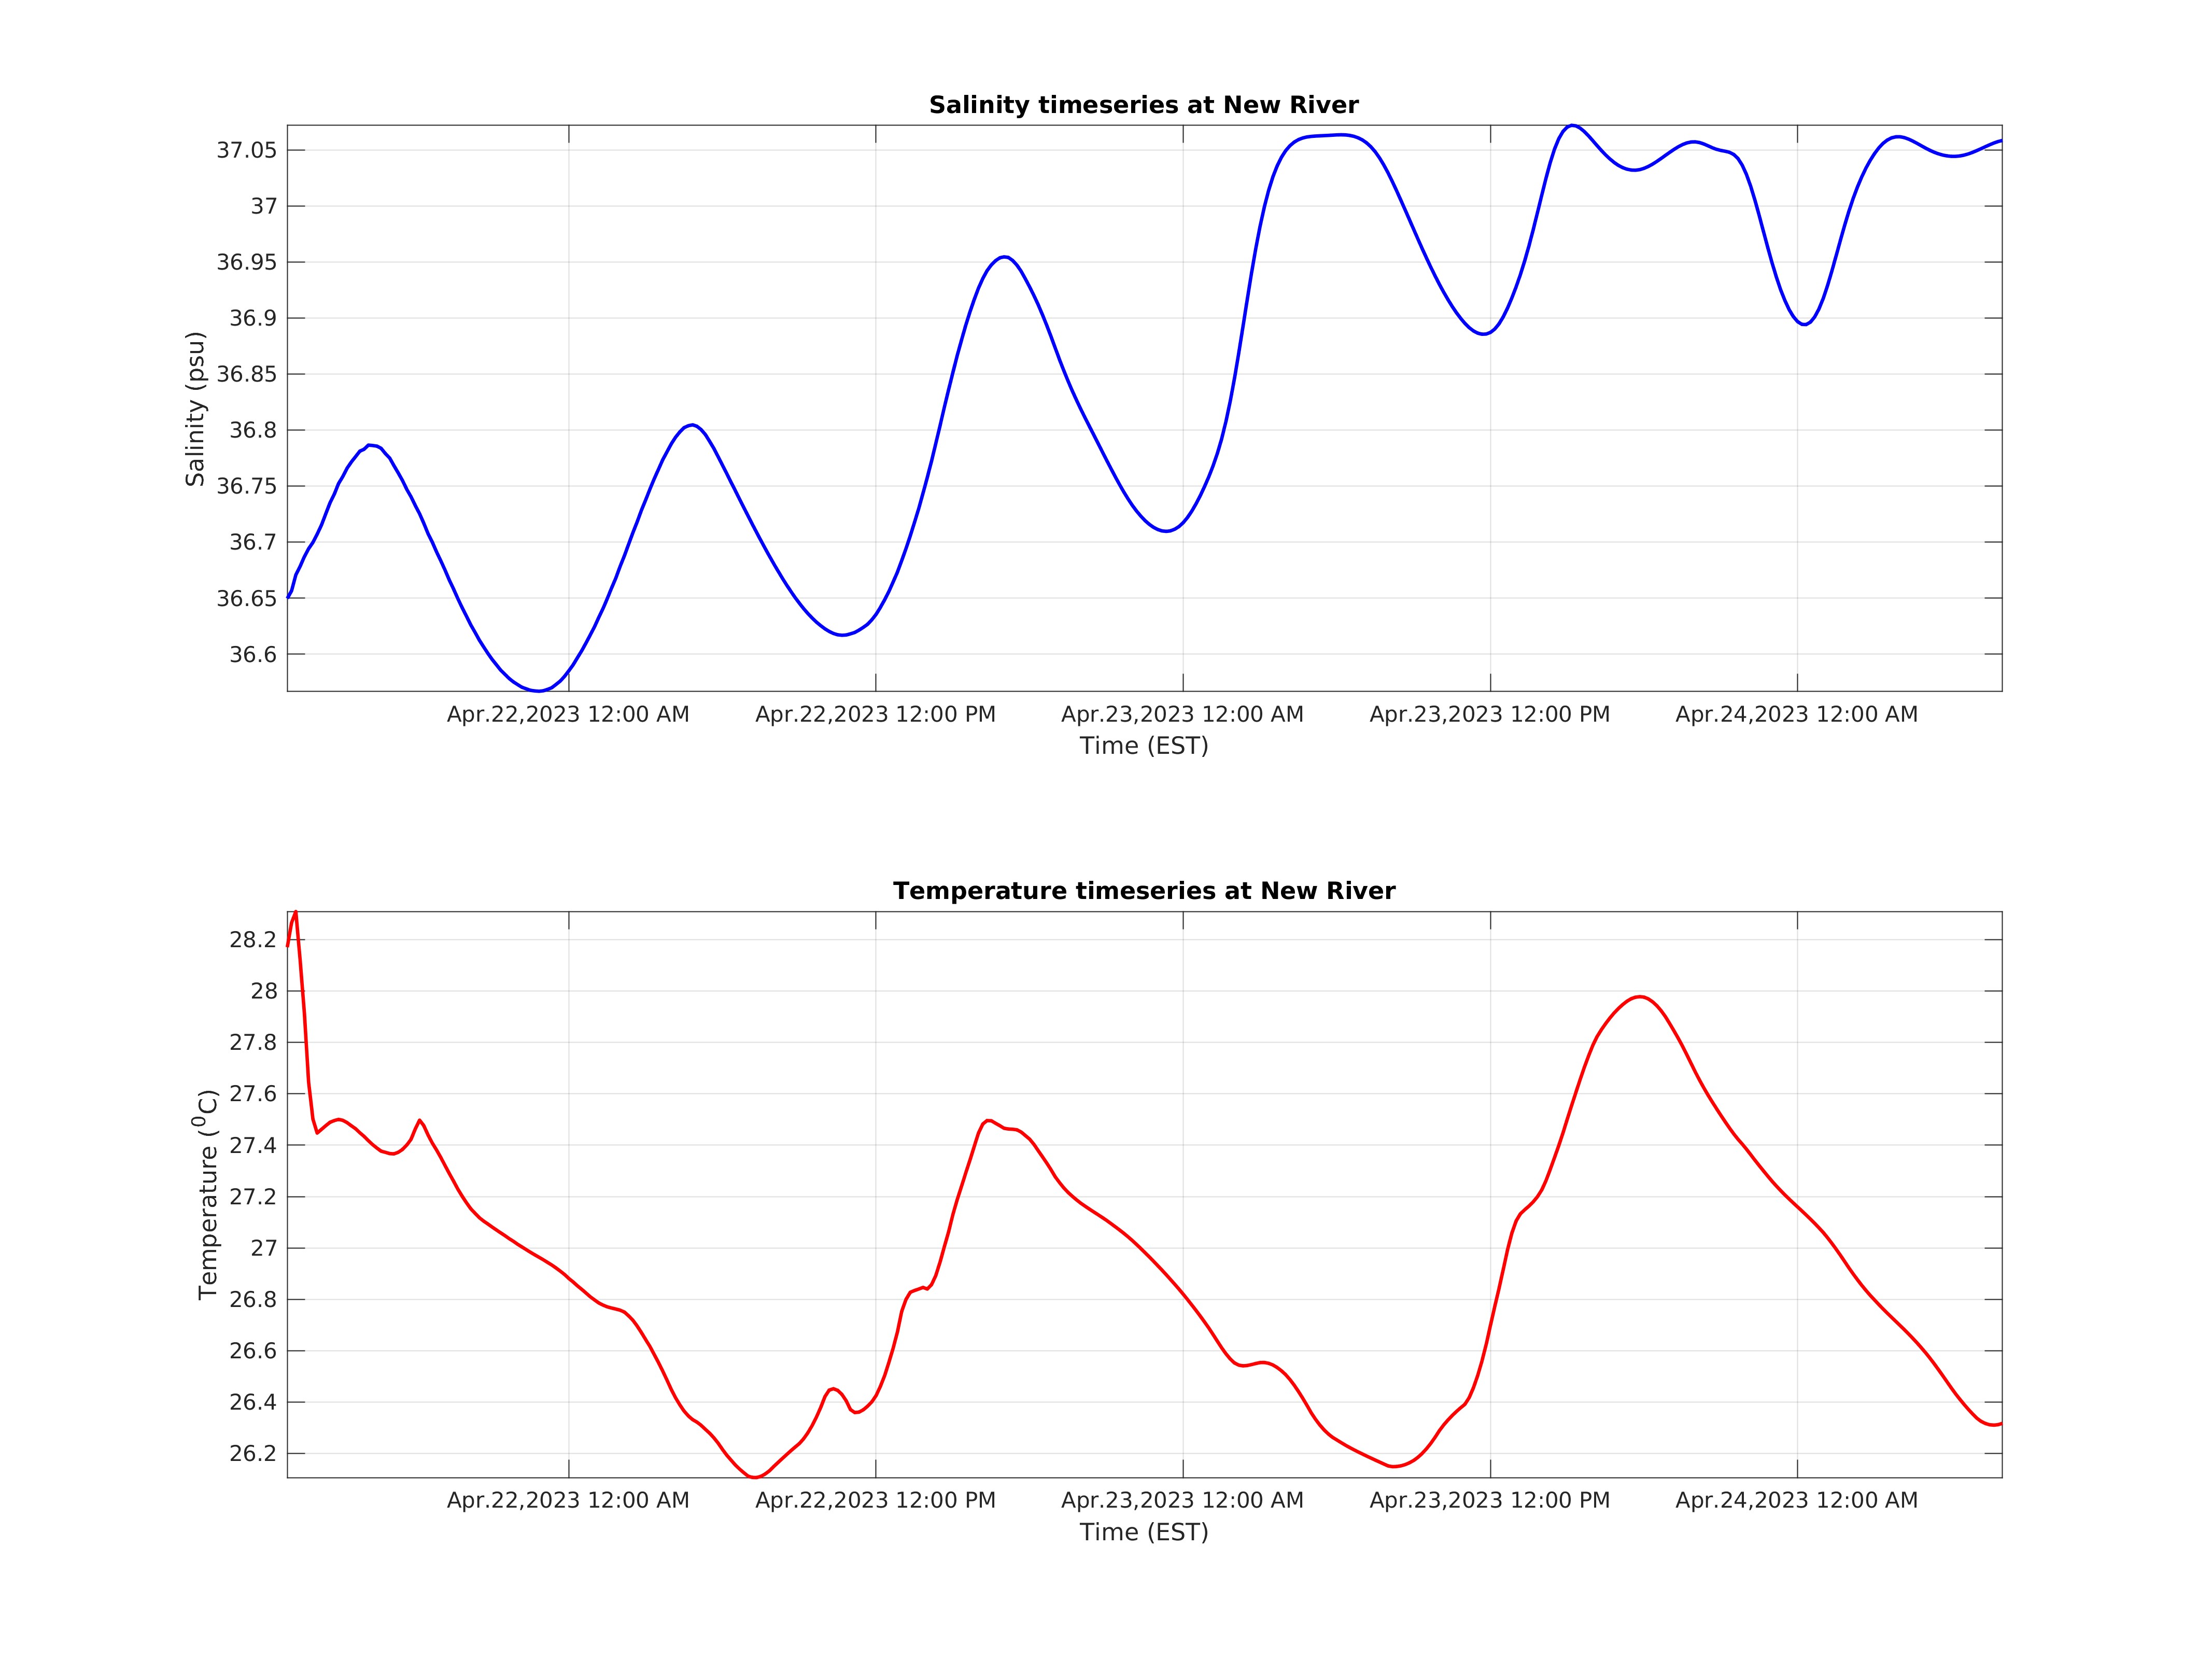 Salinity timeseries at New River
37.05
37
36.95
36.9
36.85
36.8
36.75
36.7
36.65
36.6
Salinity (psu)
Apr.22,2023 12:00 AM Apr.22,2023 12:00 PM Apr.23,2023 12:00 AM Apr.23,2023 12:00 PM Apr.24,2023 12:00 AM
Time (EST)
Temperature timeseries at New River
28.2
28
27.8
27.6
27.4
27.2
27
26.8
26.6
26.4
26.2
Temperature (⁰C)
Apr.22,2023 12:00 AM Apr.22,2023 12:00 PM Apr.23,2023 12:00 AM Apr.23,2023 12:00 PM Apr.24,2023 12:00 AM
Time (EST)